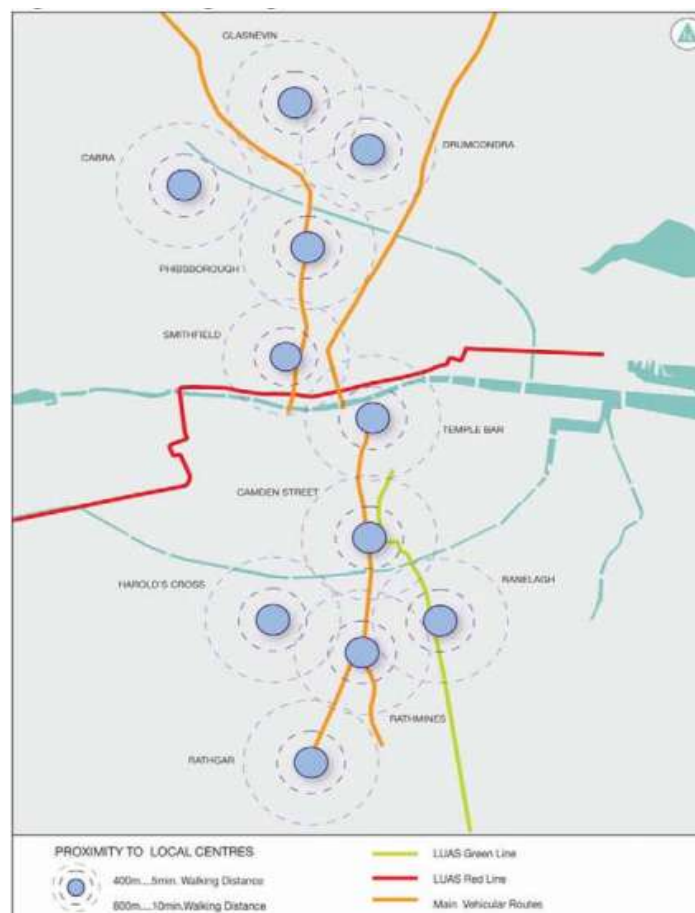 GLASNEVIN
DRUMCONDRA
CABRA
PHIBSBOROUGH
SMITHFIELD
TEMPLE BAR
CAMDEN STREET
HAROLD'S CROSS
RANELAGH
RATHMINES
RATHGAR
PROXIMITY TO LOCAL CENTRES
400m....5min. Walking Distance
800m....10min.Walking Distance
LUAS Green Line
LUAS Red Line
Main Vehicular Routes